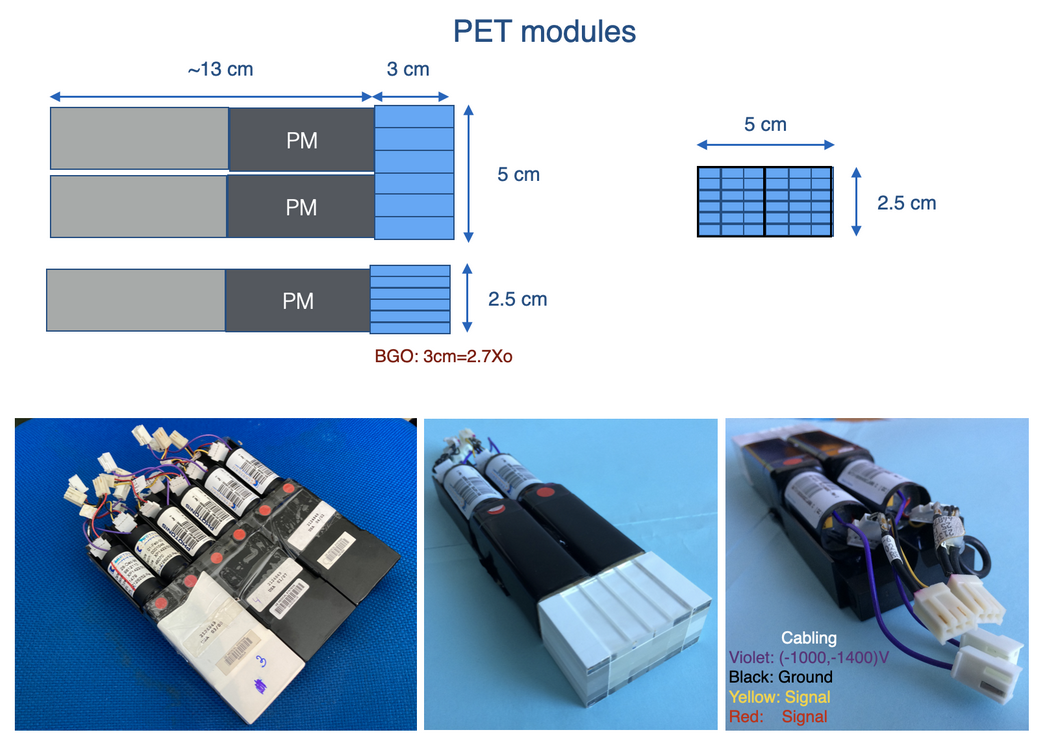 PET modules
~13 cm
3 cm
PM
PM
5 cm
PM
2.5 cm
BGO: 3cm=2.7Xo
5 cm
2.5 cm
3
Cabling
Violet: (-1000,-1400)V
Black: Ground
Yellow: Signal
Red: Signal